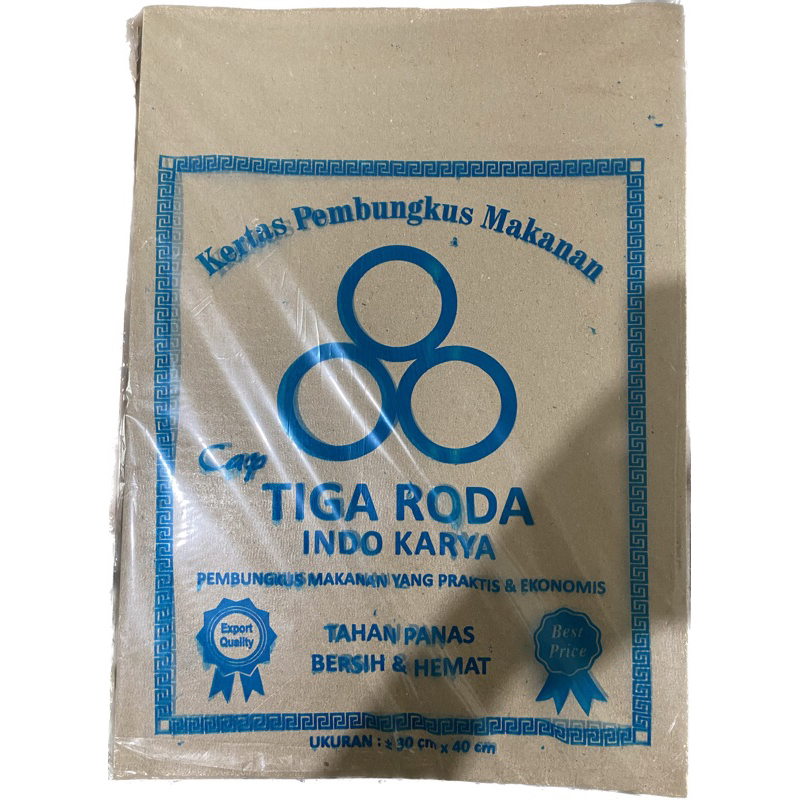 Kertas Pembungkus Makanan
Cap
TIGA RODA
INDO KARYA
PEMBUNGKUS MAKANAN YANG PRAKTIS & EKONOMIS
Export
Quality
TAHAN PANAS
BERSIH & HEMAT
Best
Price
UKURAN : ± 30 cm x 40 cm